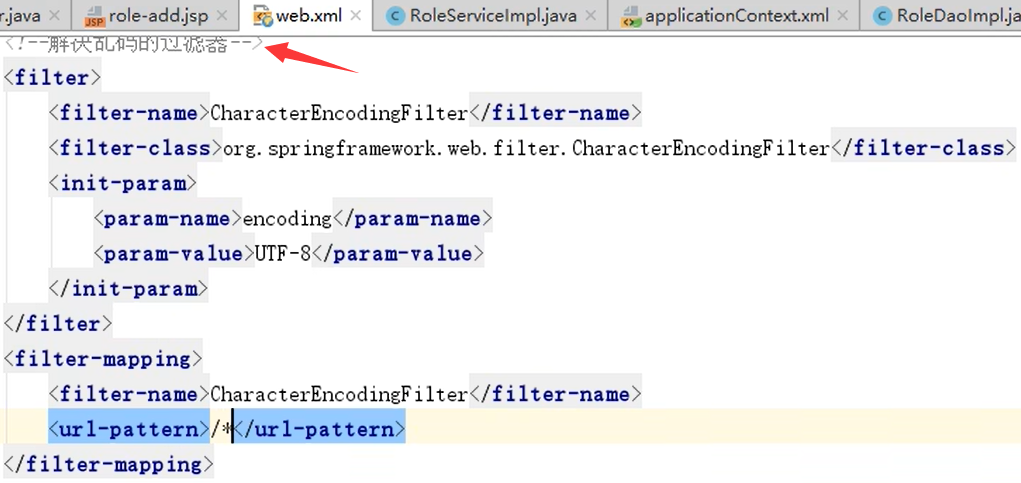 r.java role-add.jsp web.xml RoleServiceImpl.java applicationContext.xml RoleDaoImpl.ja
<!--解决乱码的过滤器-->
<filter>
<filter-name>CharacterEncodingFilter</filter-name>
<filter-class>org.springframework.web.filter.CharacterEncodingFilter</filter-class>
<init-param>
<param-name>encoding</param-name>
<param-value>UTF-8</param-value>
</init-param>
</filter>
<filter-mapping>
<filter-name>CharacterEncodingFilter</filter-name>
<url-pattern>/*</url-pattern>
</filter-mapping>